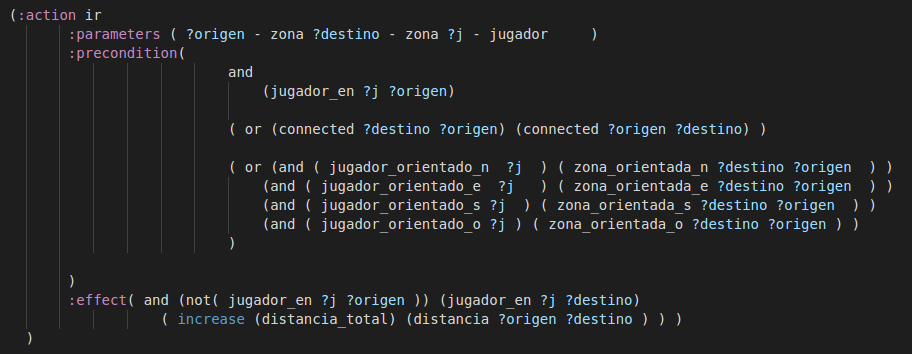 (:action ir
:parameters ( ?origen - zona ?destino - zona ?j - jugador )
:precondition(
and
(jugador_en ?j ?origen)
( or (connected ?destino ?origen) (connected ?origen ?destino) )
( or (and ( jugador_orientado_n ?j ) ( zona_orientada_n ?destino ?origen ) )
(and ( jugador_orientado_e ?j ) ( zona_orientada_e ?destino ?origen ) )
(and ( jugador_orientado_s ?j ) ( zona_orientada_s ?destino ?origen ) )
(and ( jugador_orientado_o ?j ) ( zona_orientada_o ?destino ?origen ) )
)
)
:effect( and (not( jugador_en ?j ?origen )) (jugador_en ?j ?destino)
( increase (distancia_total) (distancia ?origen ?destino ) ) )
)